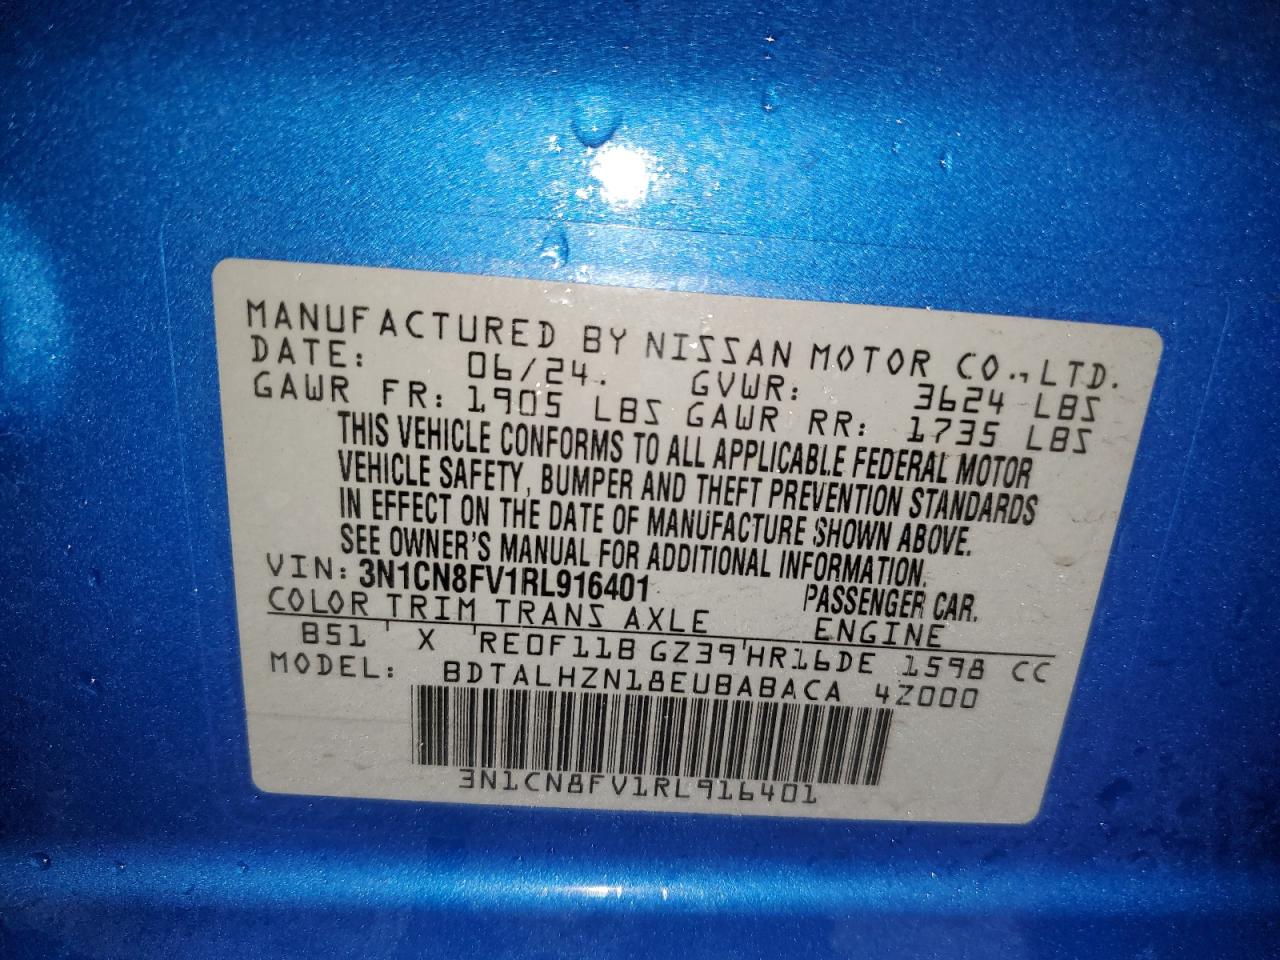 MANUFACTURED BY NISSAN MOTOR CO.,LTD.
DATE: 06/24. GVWR: 3624 LBS
GAWR FR: 1905 LBS GAWR RR: 1735 LBS
THIS VEHICLE CONFORMS TO ALL APPLICABLE FEDERAL MOTOR
VEHICLE SAFETY, BUMPER AND THEFT PREVENTION STANDARDS
IN EFFECT ON THE DATE OF MANUFACTURE SHOWN ABOVE.
SEE OWNER'S MANUAL FOR ADDITIONAL INFORMATION.
VIN: 3N1CN8FV1RL916401 PASSENGER CAR.
COLOR TRIM TRANS AXLE ENGINE
B51 X RE0F11B GZ39 HR16DE 1598 CC
MODEL: BDTALHZN18EUBABACA 4Z000
3N1CN8FV1RL916401